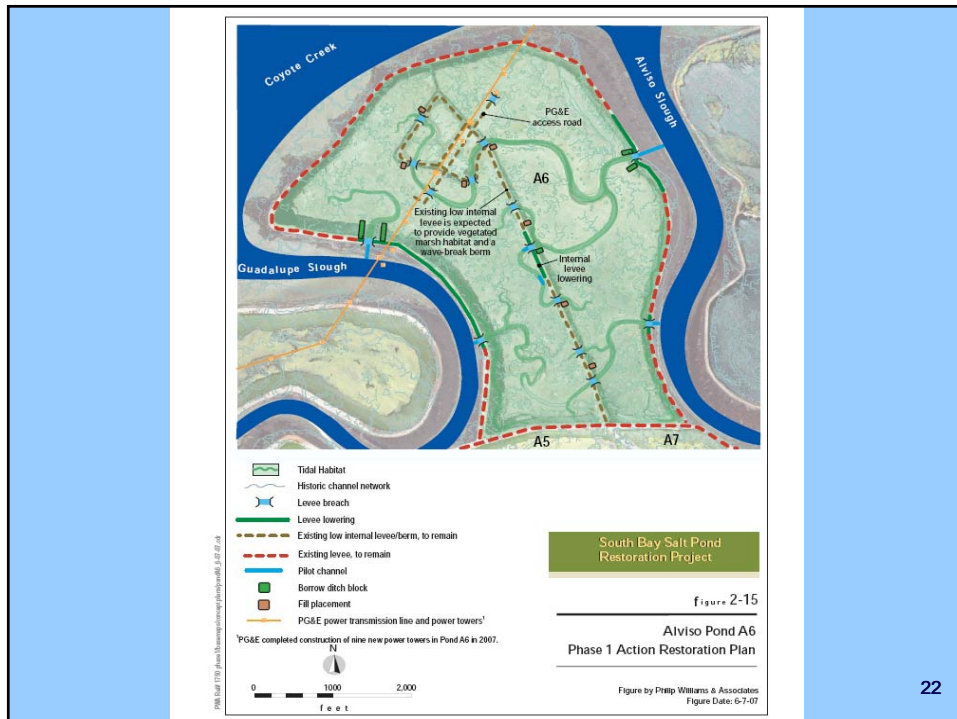 Coyote Creek
Alviso Slough
PG&E
access road
A6
Existing low internal
levee is expected
to provide vegetated
marsh habitat and a
wave-break berm
Internal
levee
lowering
Guadalupe Slough
A5
A7
Tidal Habitat
Historic channel network
Levee breach
Levee lowering
Existing low internal levee/berm, to remain
Existing levee, to remain
Pilot channel
Borrow ditch block
Fill placement
PG&E power transmission line and power towers¹
¹PG&E completed construction of nine new power towers in Pond A6 in 2007.
N
0 1000 2,000
feet
South Bay Salt Pond
Restoration Project
figure 2-15
Alviso Pond A6
Phase 1 Action Restoration Plan
Figure by Philip Williams & Associates
Figure Date: 6-7-07
22